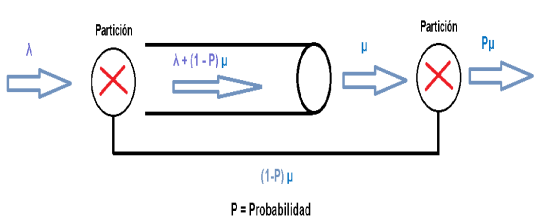 λ
Partición
λ + (1 - P) μ
μ
Partición
Pμ
(1-P) μ
P = Probabilidad